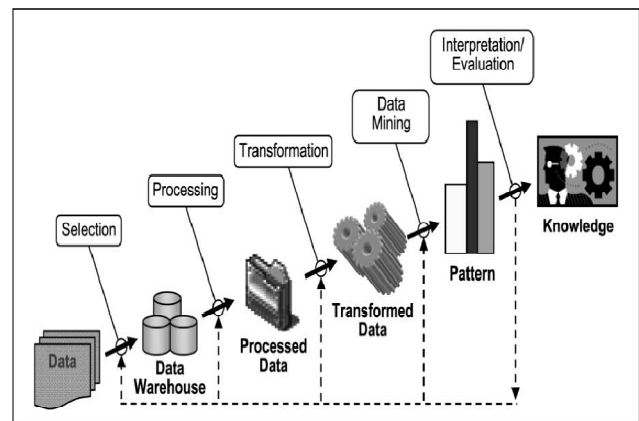 Interpretation/
Evaluation
Data
Mining
Transformation
Processing
Selection
Knowledge
Pattern
Transformed
Data
Processed
Data
Data
Warehouse
Data